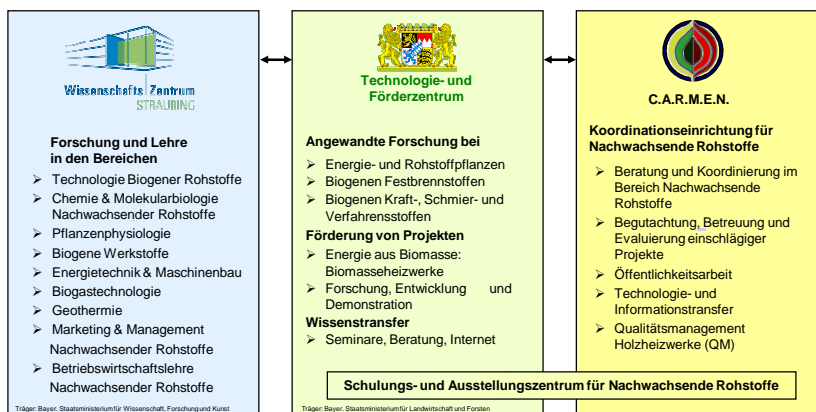 Wissenschafts Zentrum
STRAUBING
Forschung und Lehre
in den Bereichen
➢ Technologie Biogener Rohstoffe
➢ Chemie & Molekularbiologie
Nachwachsender Rohstoffe
➢ Pflanzenphysiologie
➢ Biogene Werkstoffe
➢ Energietechnik & Maschinenbau
➢ Biogastechnologie
➢ Geothermie
➢ Marketing & Management
Nachwachsender Rohstoffe
➢ Betriebswirtschaftslehre
Nachwachsender Rohstoffe
Träger: Bayer. Staatsministerium für Wissenschaft, Forschung und Kunst
Technologie- und
Förderzentrum
Angewandte Forschung bei
➢ Energie- und Rohstoffpflanzen
➢ Biogenen Festbrennstoffen
➢ Biogenen Kraft-, Schmier- und
Verfahrensstoffen
Förderung von Projekten
➢ Energie aus Biomasse:
Biomasseheizwerke
➢ Forschung, Entwicklung und
Demonstration
Wissenstransfer
➢ Seminare, Beratung, Internet
Träger: Bayer. Staatsministerium für Landwirtschaft und Forsten
C.A.R.M.E.N.
Koordinationseinrichtung für
Nachwachsende Rohstoffe
➢ Beratung und Koordinierung im
Bereich Nachwachsende
Rohstoffe
➢ Begutachtung, Betreuung und
Evaluierung einschlägiger
Projekte
➢ Öffentlichkeitsarbeit
➢ Technologie- und
Informationstransfer
➢ Qualitätsmanagement
Holzheizwerke (QM)
Schulungs- und Ausstellungszentrum für Nachwachsende Rohstoffe